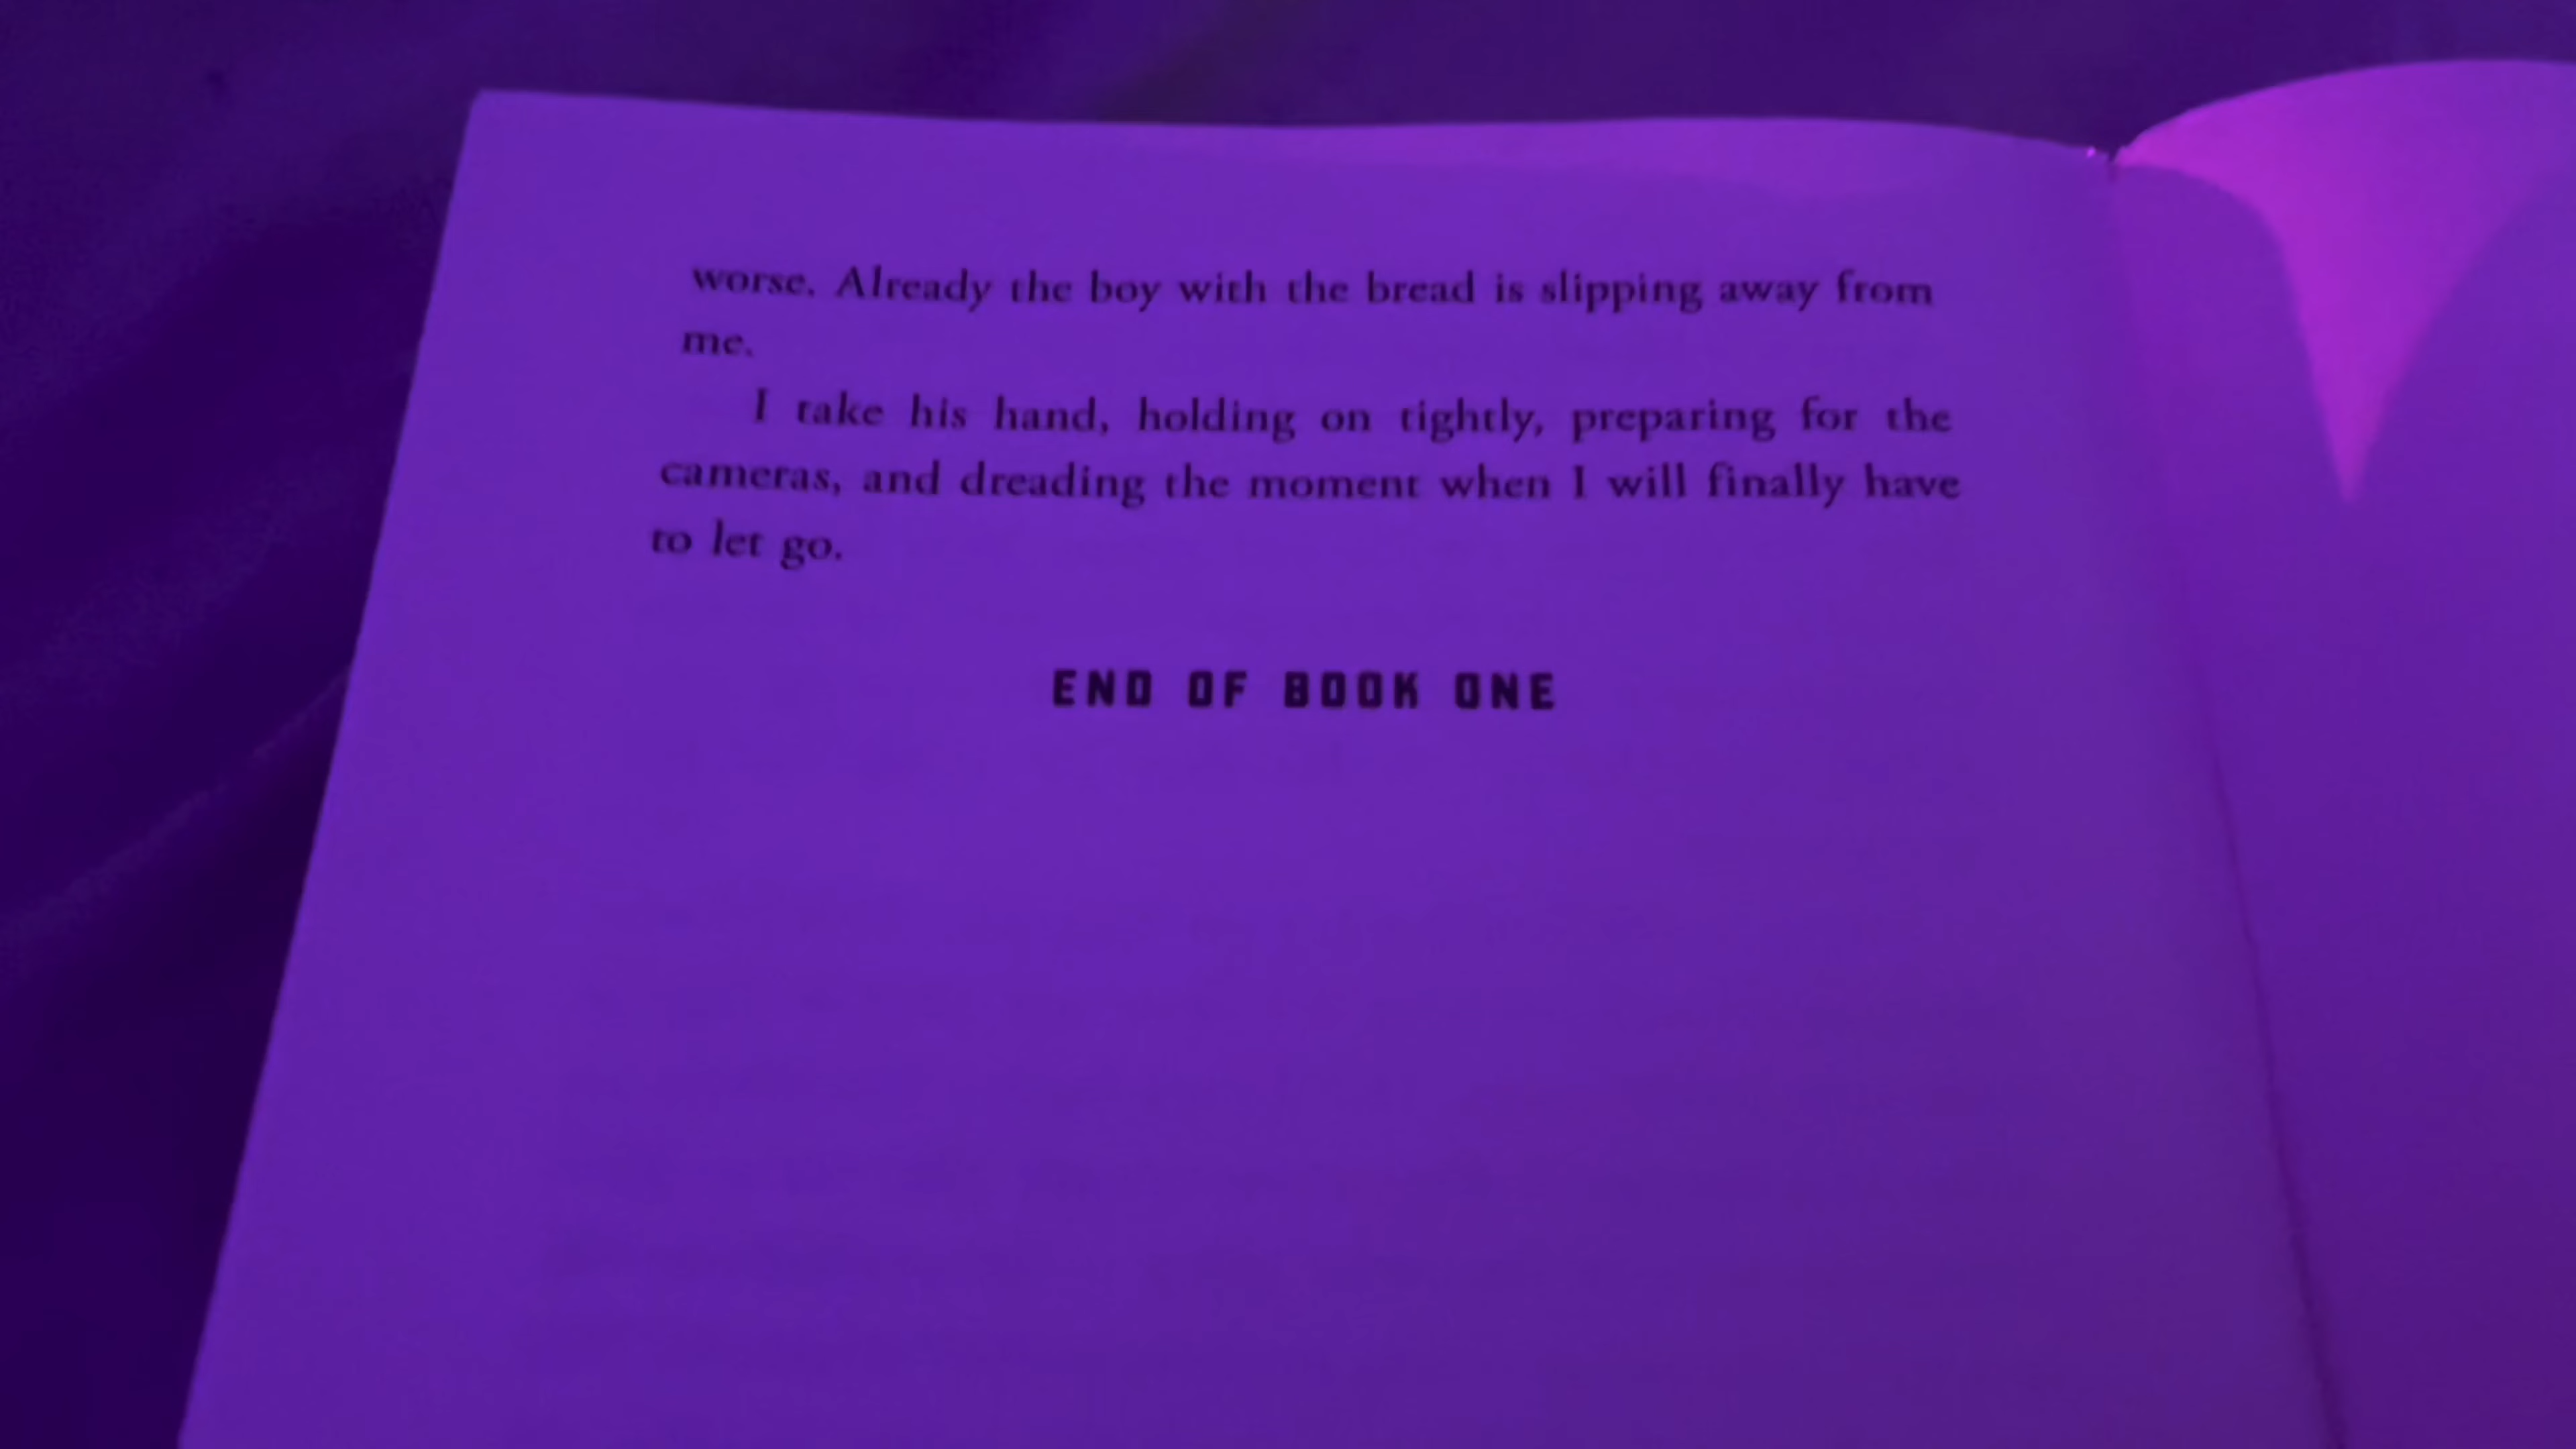 worse. Already the boy with the bread is slipping away from
me.
I take his hand, holding on tightly, preparing for the
cameras, and dreading the moment when I will finally have
to let go.
END OF BOOK ONE